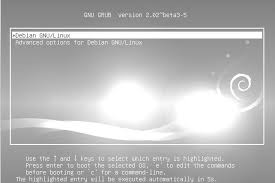 GNU GRUB version 2.02~beta3-5
*Debian GNU/Linux
Advanced options for Debian GNU/Linux
Use the ↑ and ↓ keys to select which entry is highlighted.
Press enter to boot the selected OS, `e' to edit the commands
before booting or `c' for a command-line.
The highlighted entry will be executed automatically in 5s.